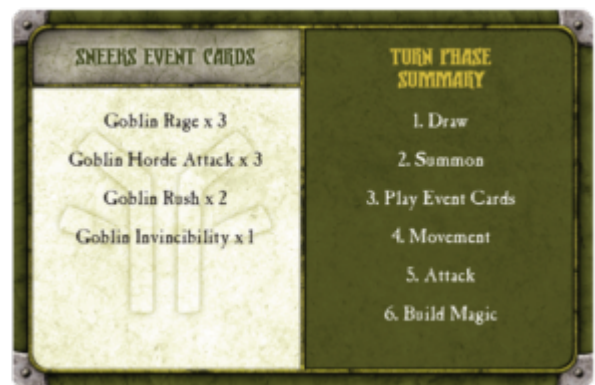 SNEEKS EVENT CARDS
Goblin Rage x 3
Goblin Horde Attack x 3
Goblin Rush x 2
Goblin Invincibility x 1
TURN PHASE
SUMMARY
1. Draw
2. Summon
3. Play Event Cards
4. Movement
5. Attack
6. Build Magic